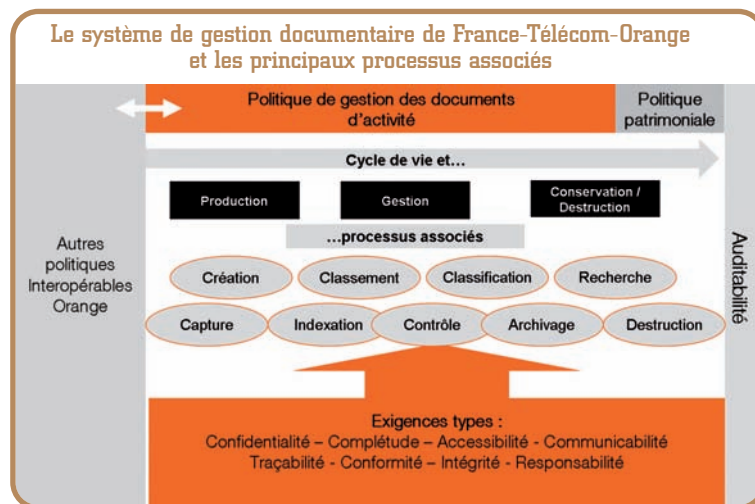 Le système de gestion documentaire de France-Télécom-Orange
et les principaux processus associés
Politique de gestion des documents
d'activité
Politique
patrimoniale
Cycle de vie et...
Production
Gestion
Conservation /
Destruction
...processus associés
Autres
politiques
Interopérables
Orange
Création
Classement
Classification
Recherche
Capture
Indexation
Contrôle
Archivage
Destruction
Auditabilité
Exigences types :
Confidentialité – Complétude – Accessibilité - Communicabilité
Traçabilité - Conformité – Intégrité - Responsabilité